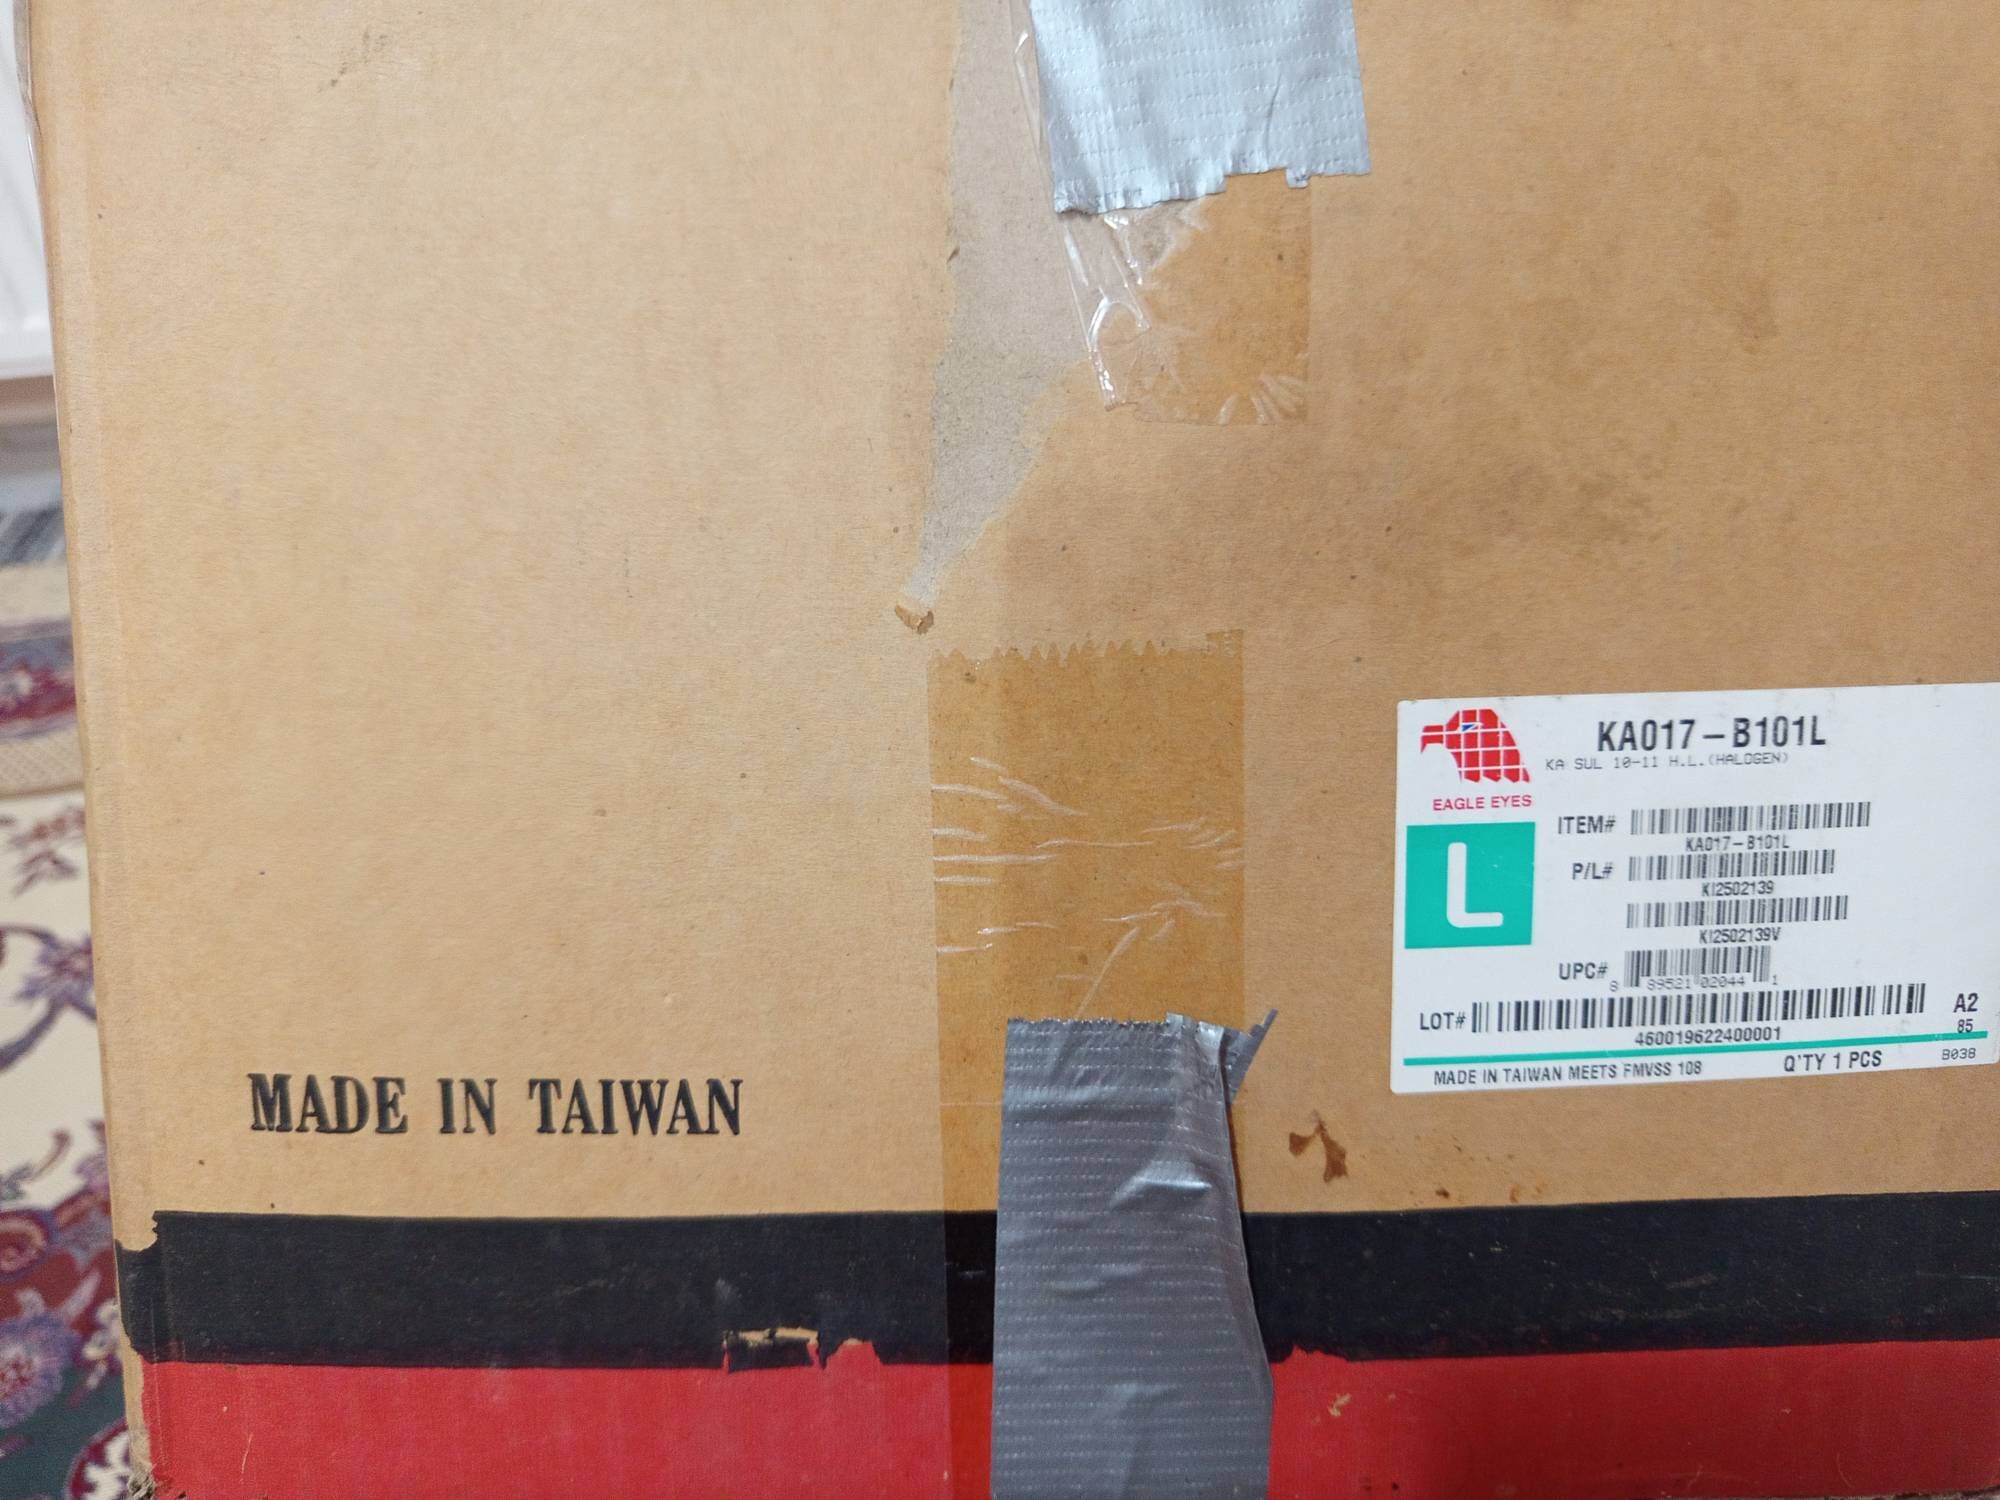 KA017-B101L
KA SUL 10-11 H.L.(HALOGEN)
EAGLE EYES
L
ITEM#
KA017-B101L
P/L#
KI2502139
KI2502139V
UPC#
8 89521 02044 1
LOT#
460019622400001
A2
85
MADE IN TAIWAN MEETS FMVSS 108
Q'TY 1 PCS
B038
MADE IN TAIWAN